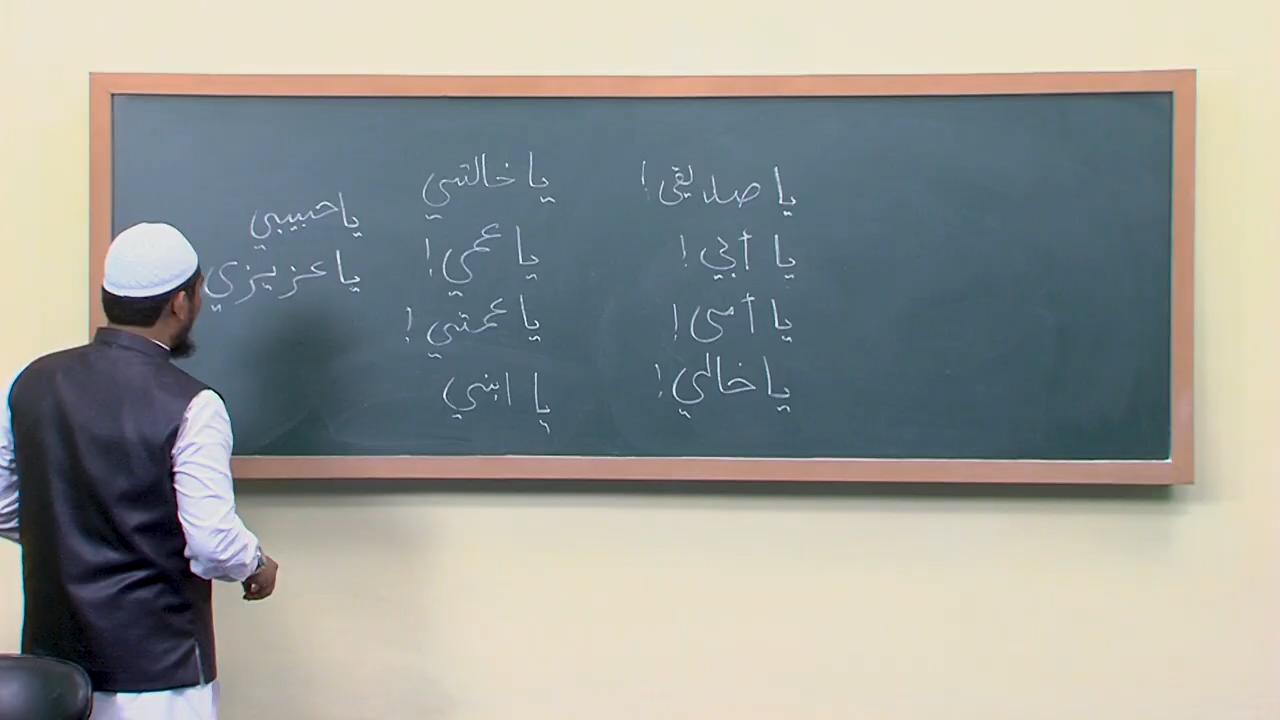 يا صديقي!
يا أبي!
يا أمي!
يا خالي!
يا خالتي
يا عمي!
يا عمتي!
يا ابني
يا حبيبي
يا عزيزي